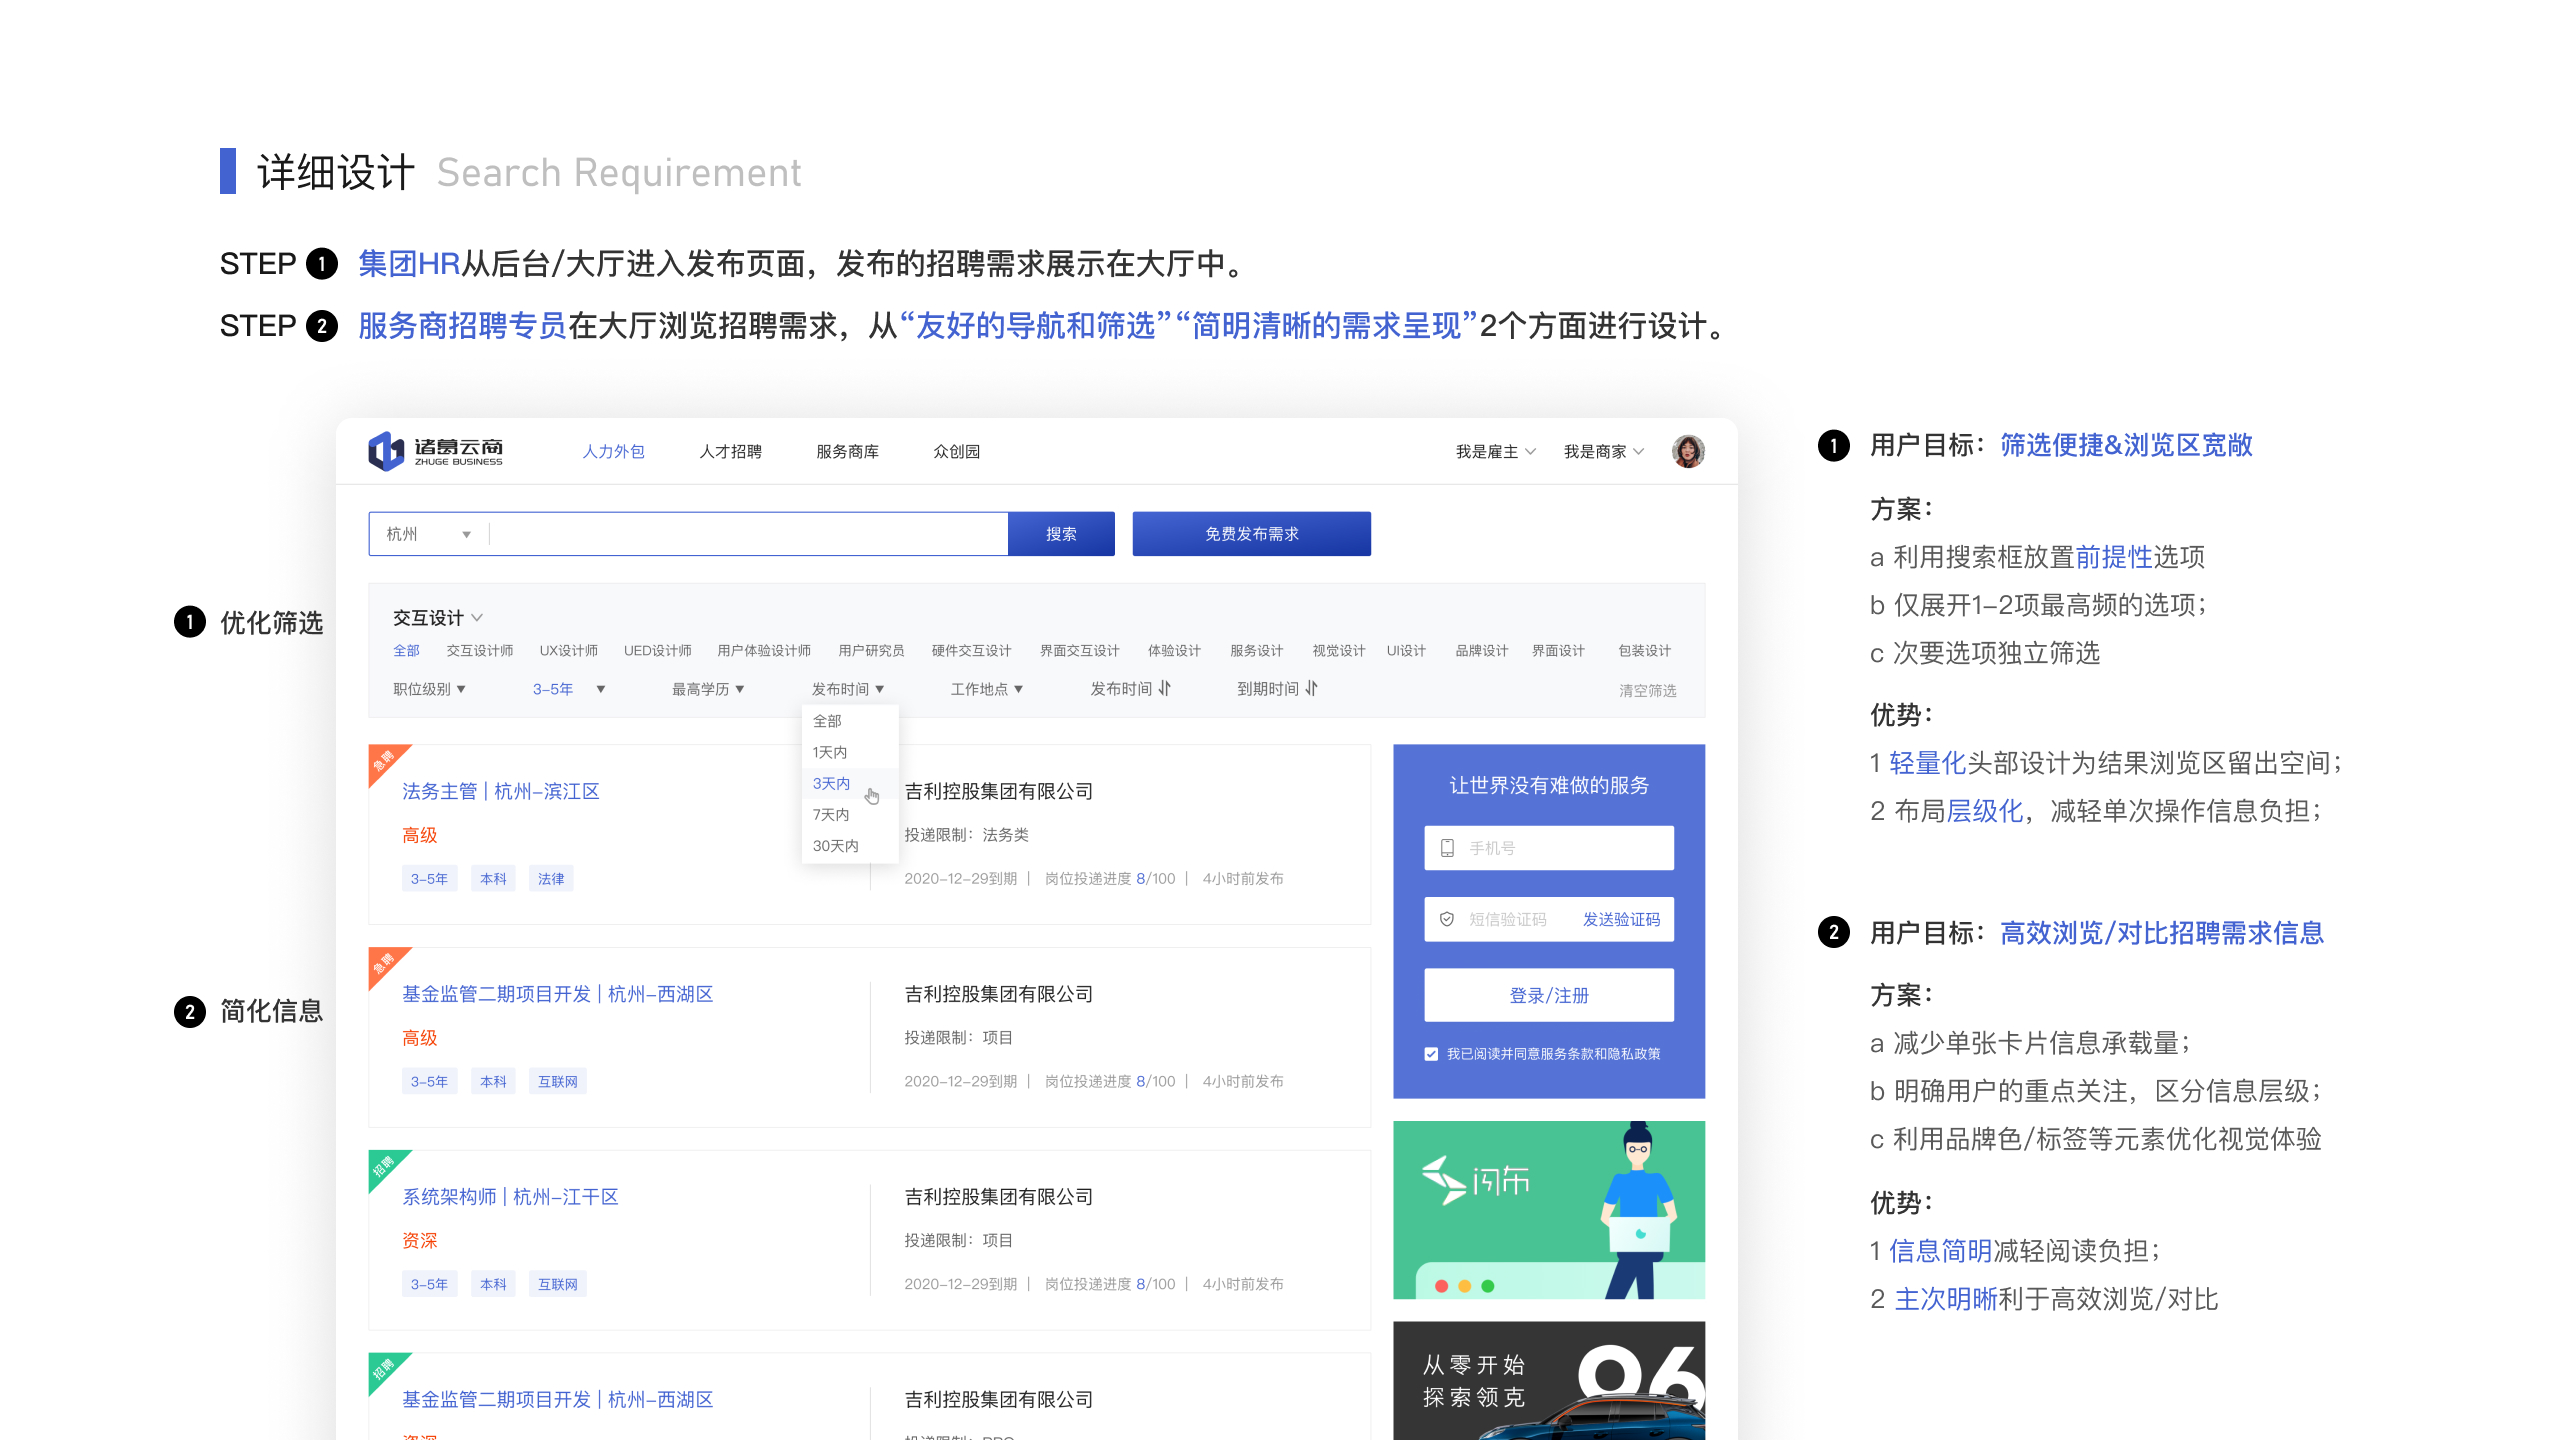 详细设计 Search Requirement
STEP 1 集团HR从后台/大厅进入发布页面，发布的招聘需求展示在大厅中。
STEP 2 服务商招聘专员在大厅浏览招聘需求，从“友好的导航和筛选”“简明清晰的需求呈现”2个方面进行设计。
1 优化筛选
2 简化信息
诸葛云商
ZHUGE BUSINESS
人力外包 人才招聘 服务商库 众创园 我是雇主 我是商家
杭州 搜索 免费发布需求
交互设计
全部 交互设计师 UX设计师 UED设计师 用户体验设计师 用户研究员 硬件交互设计 界面交互设计 体验设计 服务设计 视觉设计 UI设计 品牌设计 界面设计 包装设计
职位级别 3-5年 最高学历 发布时间 工作地点 发布时间 到期时间 清空筛选
全部
1天内
3天内
7天内
30天内
急聘
法务主管 | 杭州-滨江区
高级
3-5年 本科 法律
吉利控股集团有限公司
投递限制：法务类
2020-12-29到期 | 岗位投递进度 8/100 | 4小时前发布
急聘
基金监管二期项目开发 | 杭州-西湖区
高级
3-5年 本科 互联网
吉利控股集团有限公司
投递限制：项目
2020-12-29到期 | 岗位投递进度 8/100 | 4小时前发布
招聘
系统架构师 | 杭州-江干区
资深
3-5年 本科 互联网
吉利控股集团有限公司
投递限制：项目
2020-12-29到期 | 岗位投递进度 8/100 | 4小时前发布
招聘
基金监管二期项目开发 | 杭州-西湖区
吉利控股集团有限公司
让世界没有难做的服务
手机号
短信验证码 发送验证码
登录/注册
我已阅读并同意服务条款和隐私政策
闪布
从零开始
探索领克
06
1 用户目标：筛选便捷&浏览区宽敞
方案：
a 利用搜索框放置前提性选项
b 仅展开1-2项最高频的选项；
c 次要选项独立筛选
优势：
1 轻量化头部设计为结果浏览区留出空间；
2 布局层级化，减轻单次操作信息负担；
2 用户目标：高效浏览/对比招聘需求信息
方案：
a 减少单张卡片信息承载量；
b 明确用户的重点关注，区分信息层级；
c 利用品牌色/标签等元素优化视觉体验
优势：
1 信息简明减轻阅读负担；
2 主次明晰利于高效浏览/对比